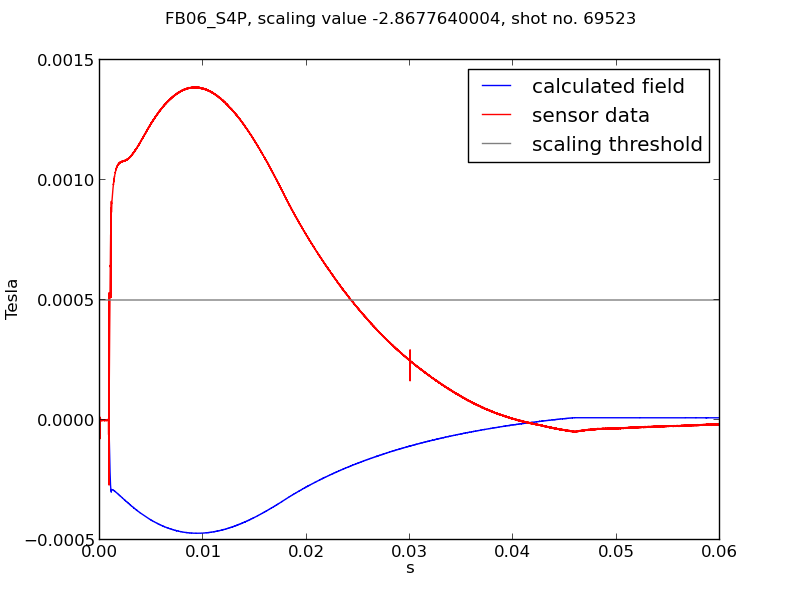 FB06_S4P, scaling value -2.8677640004, shot no. 69523
0.0015
0.0010
0.0005
0.0000
−0.0005
Tesla
calculated field
sensor data
scaling threshold
0.00
0.01
0.02
0.03
0.04
0.05
0.06
s